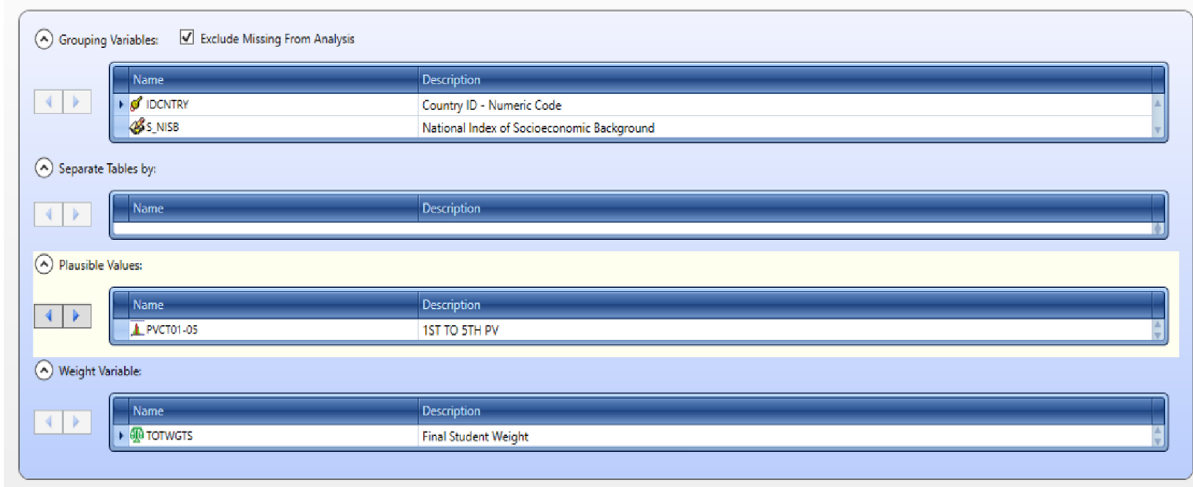 Grouping Variables: Exclude Missing From Analysis
Name Description
IDCNTRY Country ID - Numeric Code
S_NISB National Index of Socioeconomic Background
Separate Tables by:
Name Description
Plausible Values:
Name Description
PVCT01-05 1ST TO 5TH PV
Weight Variable:
Name Description
TOTWGTS Final Student Weight